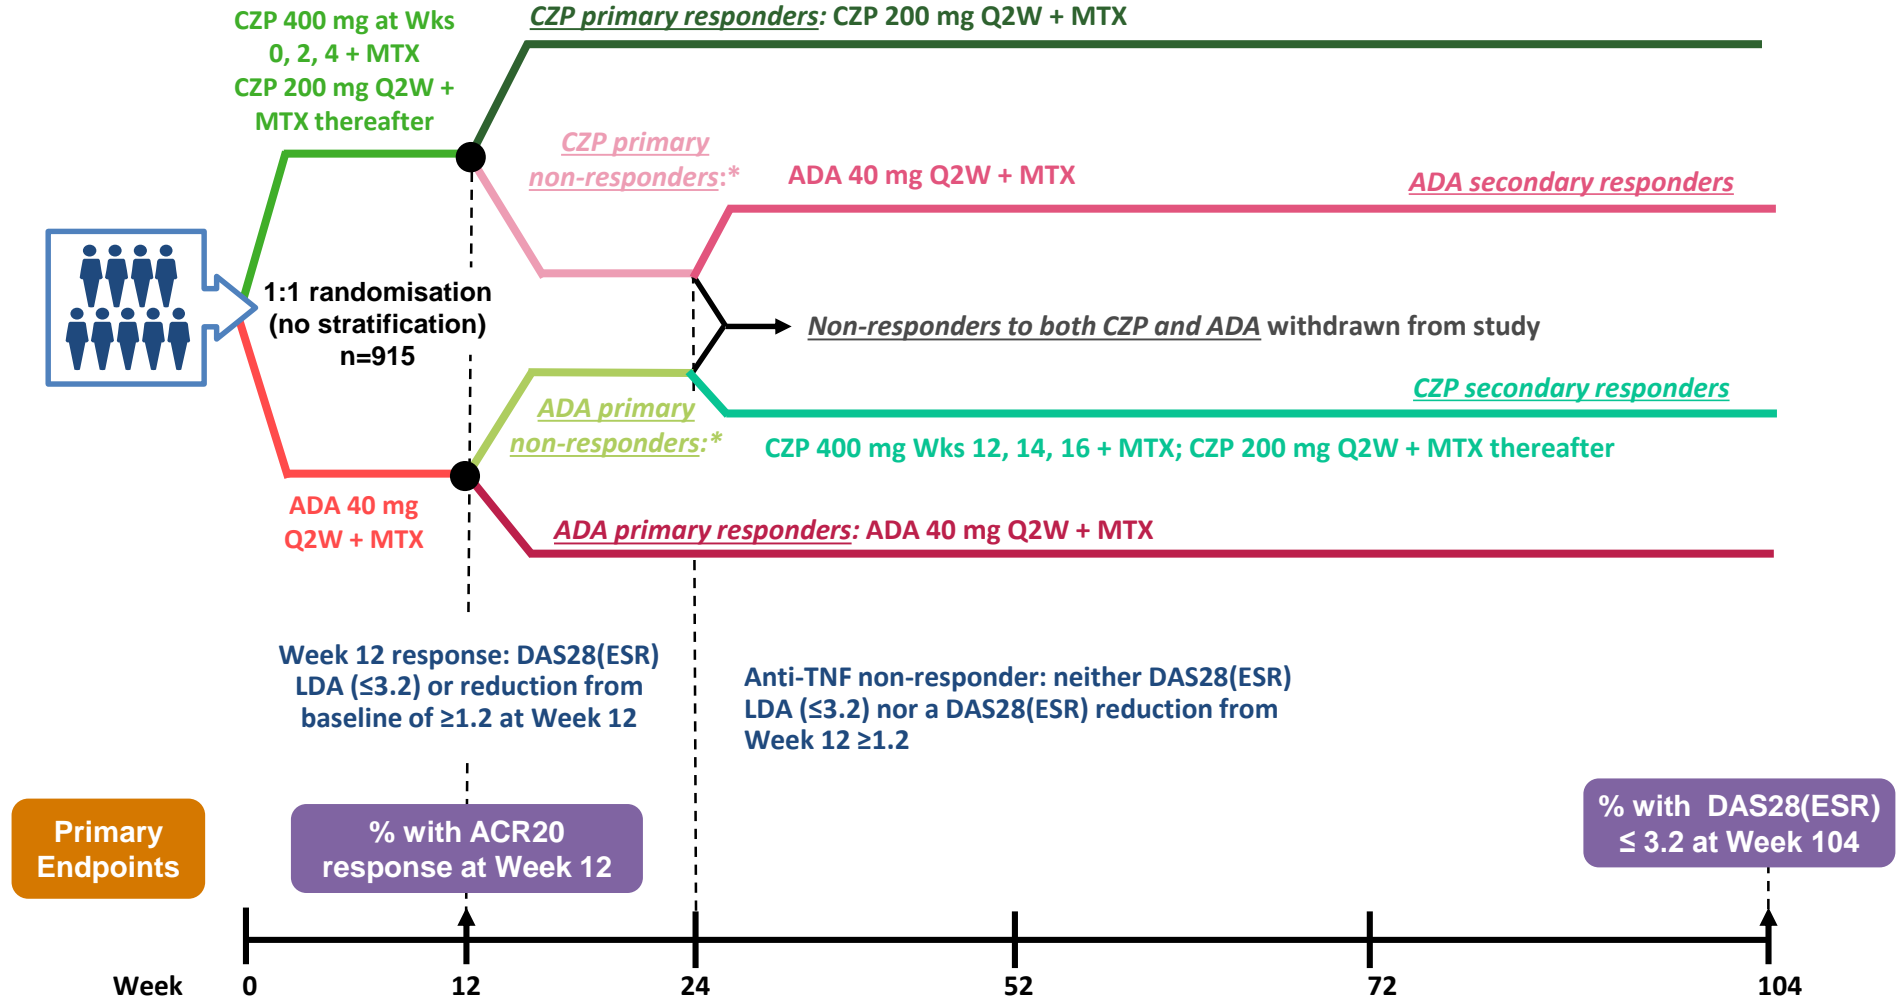 CZP 400 mg at Wks
0, 2, 4 + MTX
CZP 200 mg Q2W +
MTX thereafter
CZP primary responders: CZP 200 mg Q2W + MTX
CZP primary
non-responders:*
ADA 40 mg Q2W + MTX
ADA secondary responders
1:1 randomisation
(no stratification)
n=915
Non-responders to both CZP and ADA withdrawn from study
ADA primary
non-responders:*
CZP secondary responders
CZP 400 mg Wks 12, 14, 16 + MTX; CZP 200 mg Q2W + MTX thereafter
ADA 40 mg
Q2W + MTX
ADA primary responders: ADA 40 mg Q2W + MTX
Week 12 response: DAS28(ESR)
LDA (≤3.2) or reduction from
baseline of ≥1.2 at Week 12
Anti-TNF non-responder: neither DAS28(ESR)
LDA (≤3.2) nor a DAS28(ESR) reduction from
Week 12 ≥1.2
Primary
Endpoints
% with ACR20
response at Week 12
% with DAS28(ESR)
≤ 3.2 at Week 104
Week 0 12 24 52 72 104